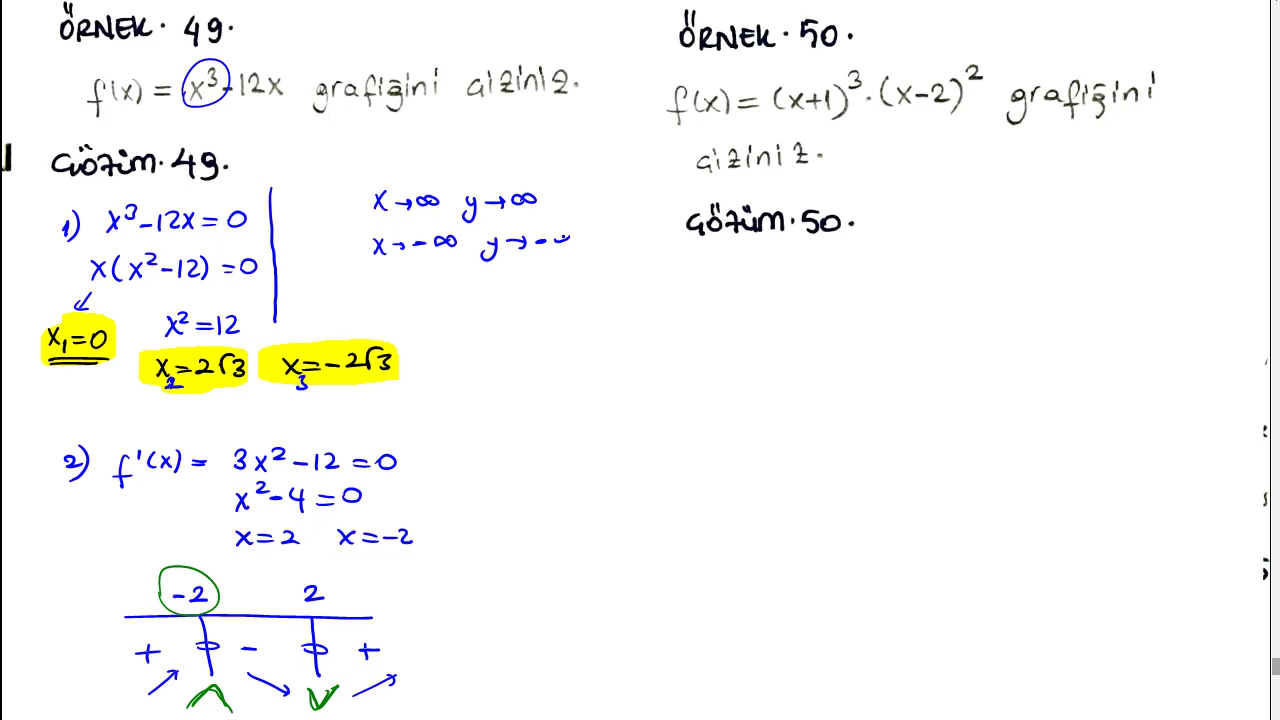 ÖRNEK · 49.
f(x) = x³-12x grafiğini çiziniz.
ÇÖZÜM · 49.
1) x³-12x=0
x(x²-12)=0
x₁=0
x²=12
x₂=2√3 x₃=-2√3
x→∞ y→∞
x→-∞ y→-∞
2) f'(x) = 3x²-12=0
x²-4=0
x=2 x=-2
-2 2
+ - +
ÖRNEK · 50.
f(x) = (x+1)³·(x-2)² grafiğini
çiziniz.
ÇÖZÜM · 50.